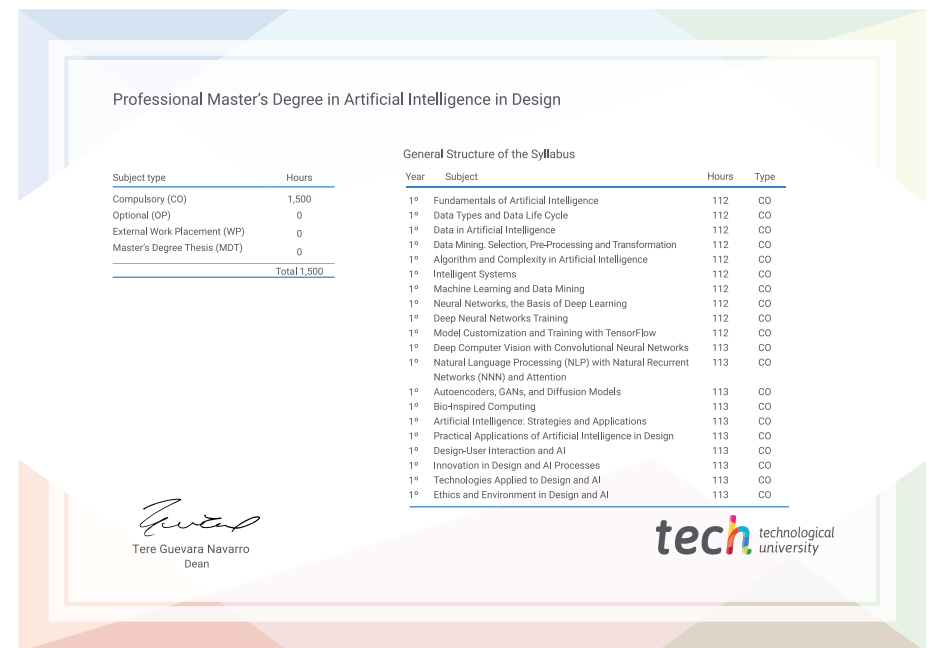 Professional Master's Degree in Artificial Intelligence in Design
Subject type Hours
Compulsory (CO) 1,500
Optional (OP) 0
External Work Placement (WP) 0
Master's Degree Thesis (MDT) 0
Total 1,500
General Structure of the Syllabus
Year Subject Hours Type
1º Fundamentals of Artificial Intelligence 112 CO
1º Data Types and Data Life Cycle 112 CO
1º Data in Artificial Intelligence 112 CO
1º Data Mining. Selection, Pre-Processing and Transformation 112 CO
1º Algorithm and Complexity in Artificial Intelligence 112 CO
1º Intelligent Systems 112 CO
1º Machine Learning and Data Mining 112 CO
1º Neural Networks, the Basis of Deep Learning 112 CO
1º Deep Neural Networks Training 112 CO
1º Model Customization and Training with TensorFlow 112 CO
1º Deep Computer Vision with Convolutional Neural Networks 113 CO
1º Natural Language Processing (NLP) with Natural Recurrent 113 CO
Networks (NNN) and Attention
1º Autoencoders, GANs, and Diffusion Models 113 CO
1º Bio-Inspired Computing 113 CO
1º Artificial Intelligence: Strategies and Applications 113 CO
1º Practical Applications of Artificial Intelligence in Design 113 CO
1º Design-User Interaction and AI 113 CO
1º Innovation in Design and AI Processes 113 CO
1º Technologies Applied to Design and AI 113 CO
1º Ethics and Environment in Design and AI 113 CO
Tere Guevara Navarro
Dean
tech technological
university